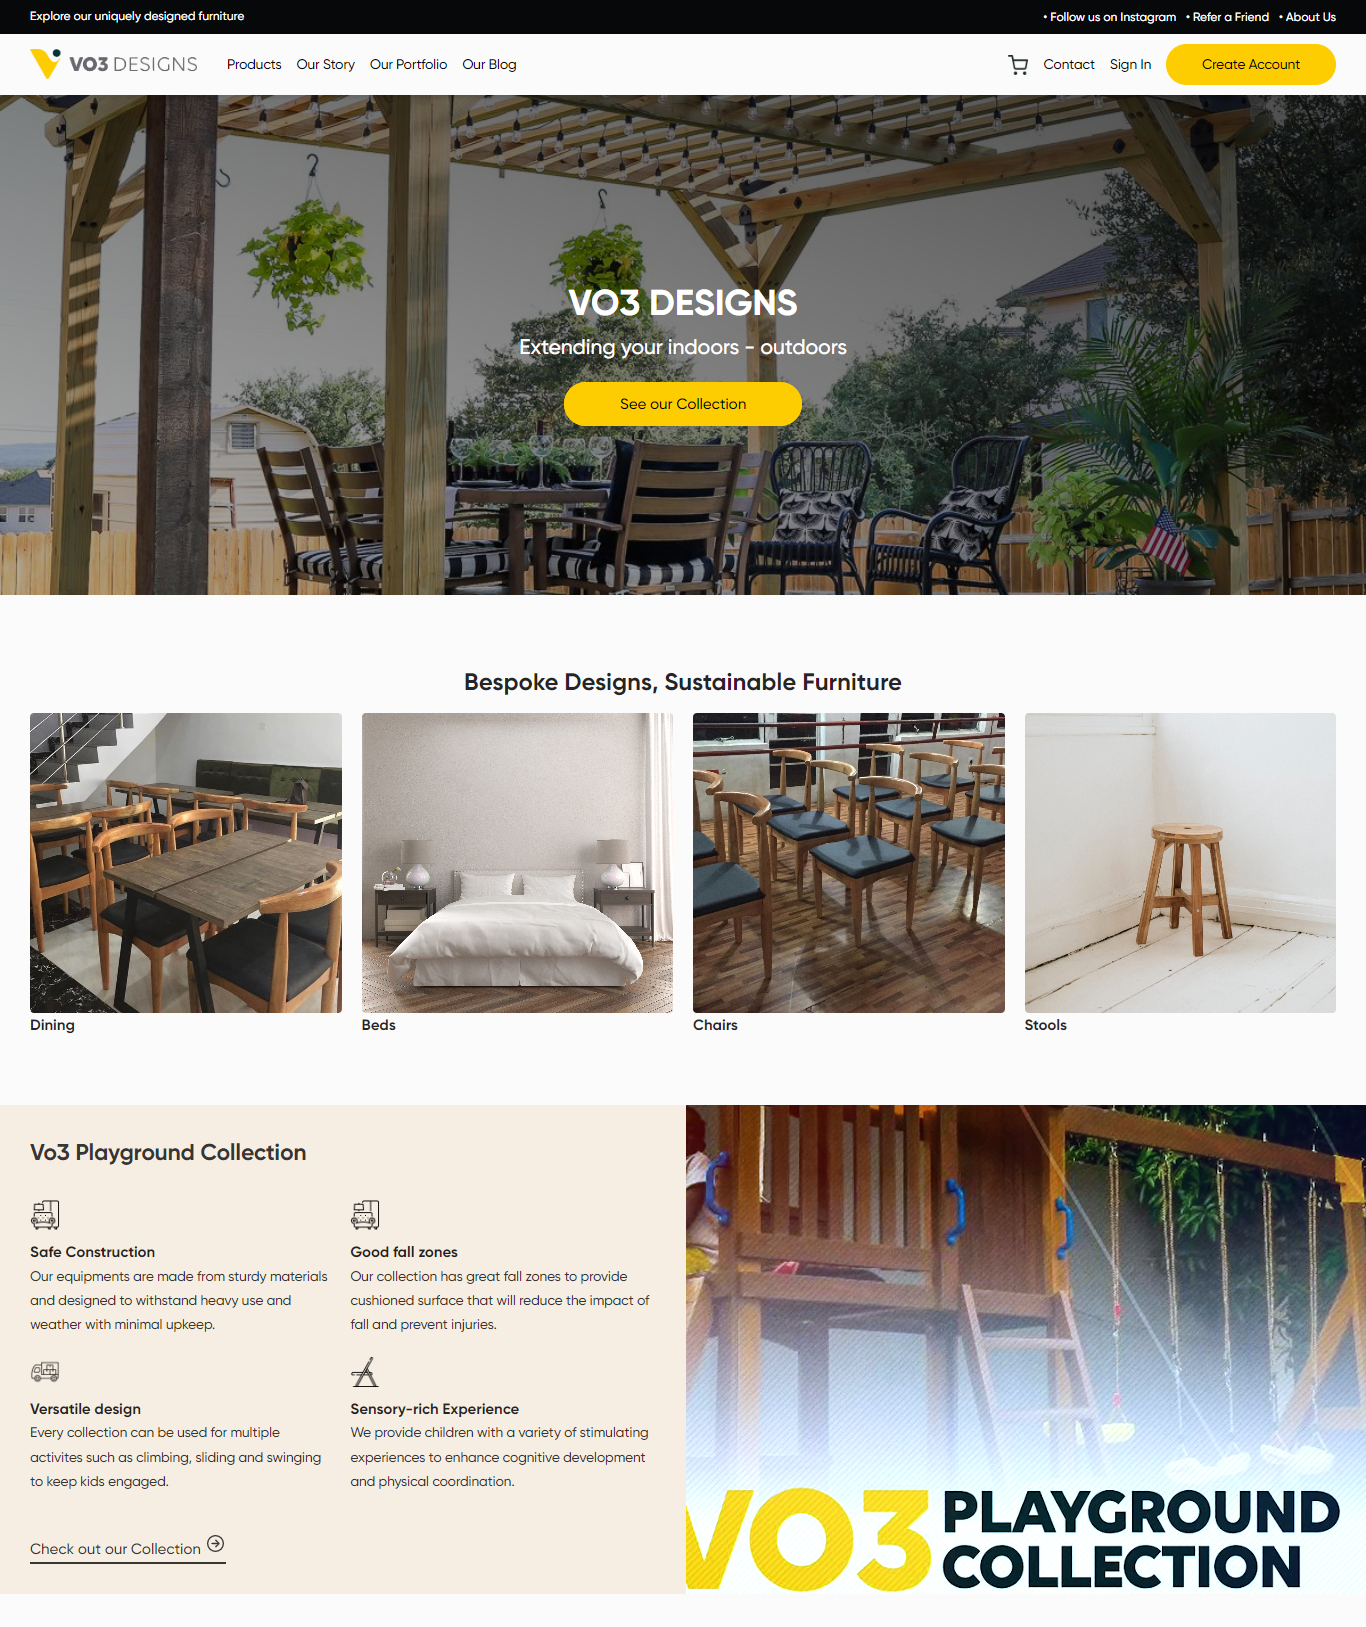 Explore our uniquely designed furniture
• Follow us on Instagram • Refer a Friend • About Us
VO3 DESIGNS Products Our Story Our Portfolio Our Blog Contact Sign In Create Account
VO3 DESIGNS
Extending your indoors - outdoors
See our Collection
Bespoke Designs, Sustainable Furniture
Dining
Beds
Chairs
Stools
Vo3 Playground Collection
Safe Construction
Our equipments are made from sturdy materials
and designed to withstand heavy use and
weather with minimal upkeep.
Good fall zones
Our collection has great fall zones to provide
cushioned surface that will reduce the impact of
fall and prevent injuries.
Versatile design
Every collection can be used for multiple
activites such as climbing, sliding and swinging
to keep kids engaged.
Sensory-rich Experience
We provide children with a variety of stimulating
experiences to enhance cognitive development
and physical coordination.
Check out our Collection
VO3 PLAYGROUND
COLLECTION